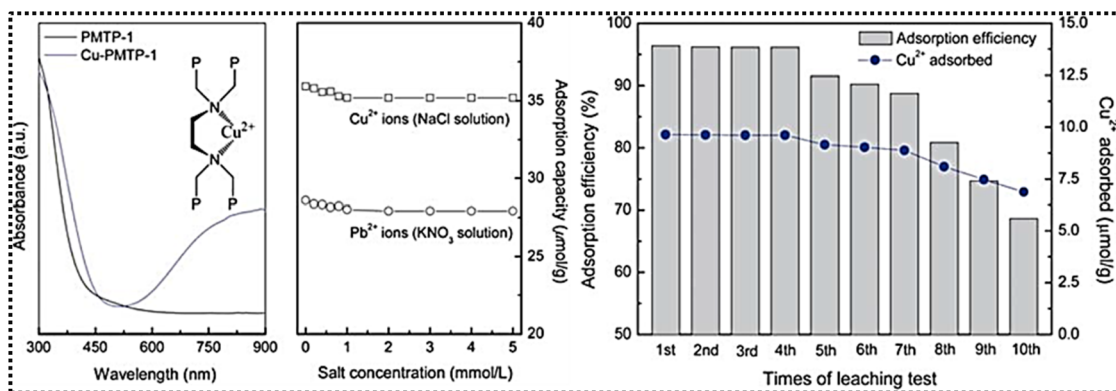 PMTP-1
Cu-PMTP-1
P P
N
Cu²⁺
N
P P
Absorbance (a.u.)
300 450 600 750 900
Wavelength (nm)
Cu²⁺ ions (NaCl solution)
Pb²⁺ ions (KNO₃ solution)
40
35
30
25
20
Adsorption capacity (μmol/g)
0 1 2 3 4 5
Salt concentration (mmol/L)
Adsorption efficiency
Cu²⁺ adsorbed
Adsorption efficiency (%)
100
90
80
70
60
50
15.0
12.5
10.0
7.5
5.0
2.5
0.0
Cu²⁺ adsorbed (μmol/g)
1st 2nd 3rd 4th 5th 6th 7th 8th 9th 10th
Times of leaching test